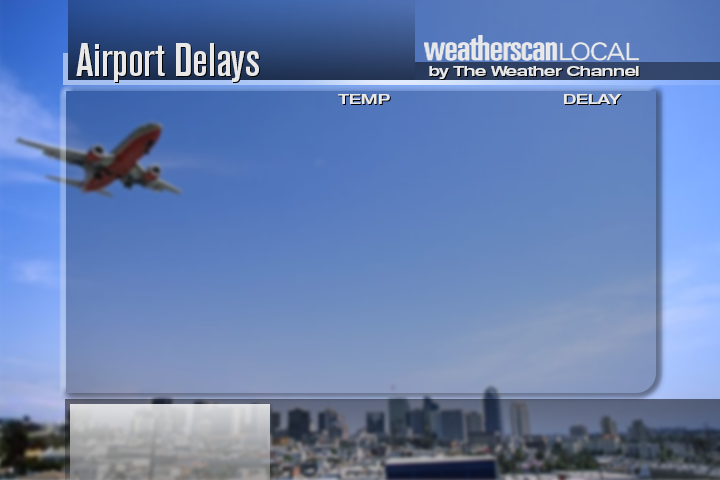 Airport Delays
weatherscanLOCAL
by The Weather Channel
TEMP DELAY